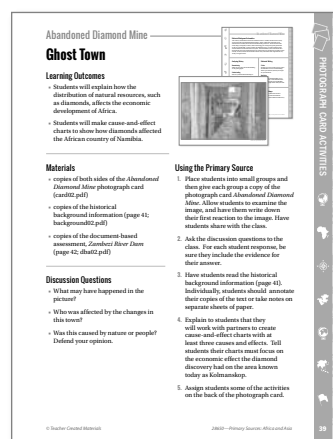 Abandoned Diamond Mine
Ghost Town
Learning Outcomes
• Students will explain how the
distribution of natural resources, such
as diamonds, affects the economic
development of Africa.
• Students will make cause-and-effect
charts to show how diamonds affected
the African country of Namibia.
Materials
• copies of both sides of the Abandoned
Diamond Mine photograph card
(card02.pdf)
• copies of the historical
background information (page 41;
background02.pdf)
• copies of the document-based
assessment, Zambezi River Dam
(page 42; dba02.pdf)
Discussion Questions
• What may have happened in the
picture?
• Who was affected by the changes in
this town?
• Was this caused by nature or people?
Defend your opinion.
Using the Primary Source
1. Place students into small groups and
then give each group a copy of the
photograph card Abandoned Diamond
Mine. Allow students to examine the
image, and have them write down
their first reaction to the image. Have
students share with the class.
2. Ask the discussion questions to the
class. For each student response, be
sure they include the evidence for
their answer.
3. Have students read the historical
background information (page 41).
Individually, students should annotate
their copies of the text or take notes on
separate sheets of paper.
4. Explain to students that they
will work with partners to create
cause-and-effect charts with at
least three causes and effects. Tell
students their charts must focus on
the economic effect the diamond
discovery had on the area known
today as Kolmanskop.
5. Assign students some of the activities
on the back of the photograph card.
PHOTOGRAPH CARD ACTIVITIES
© Teacher Created Materials
Primary Sources: Africa and Asia
39